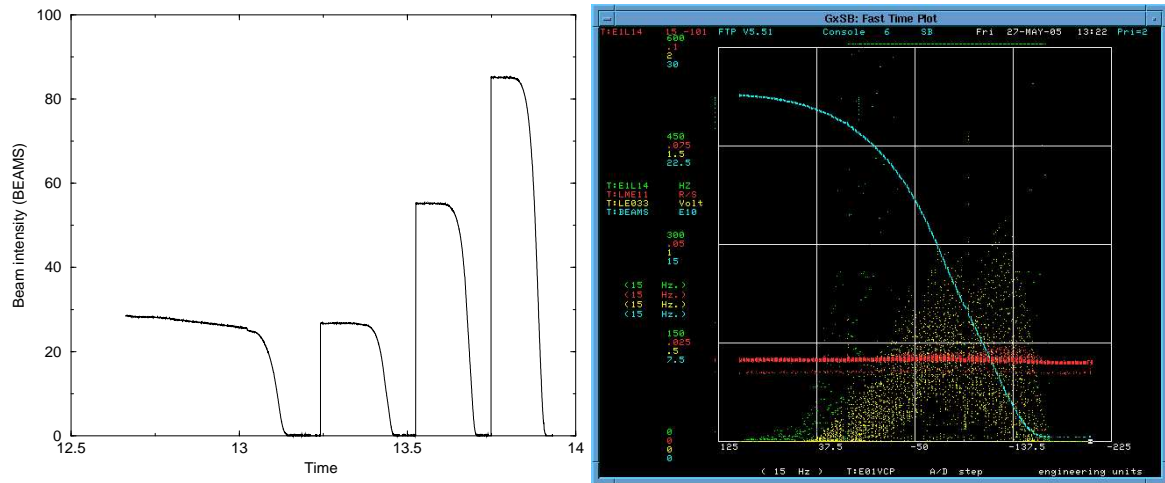 100
80
60
40
20
0
Beam intensity (BEAMS)
12.5 13 13.5 14
Time
GxSB: Fast Time Plot
T:E1L14 15 -101 FTP V5.51 Console 6 SB Fri 27-MAY-05 13:22 Pri=2
600
.1
2
30
450
.075
1.5
22.5
T:E1L14 HZ
T:LME11 R/S
T:LE033 Volt
T:BEAMS E10
300
.05
1
15
(15 Hz.)
(15 Hz.)
(15 Hz.)
(15 Hz.)
150
.025
.5
7.5
0
0
0
0
125 37.5 -50 -137.5 -225
( 15 Hz ) T:E01VCP A/D step engineering units